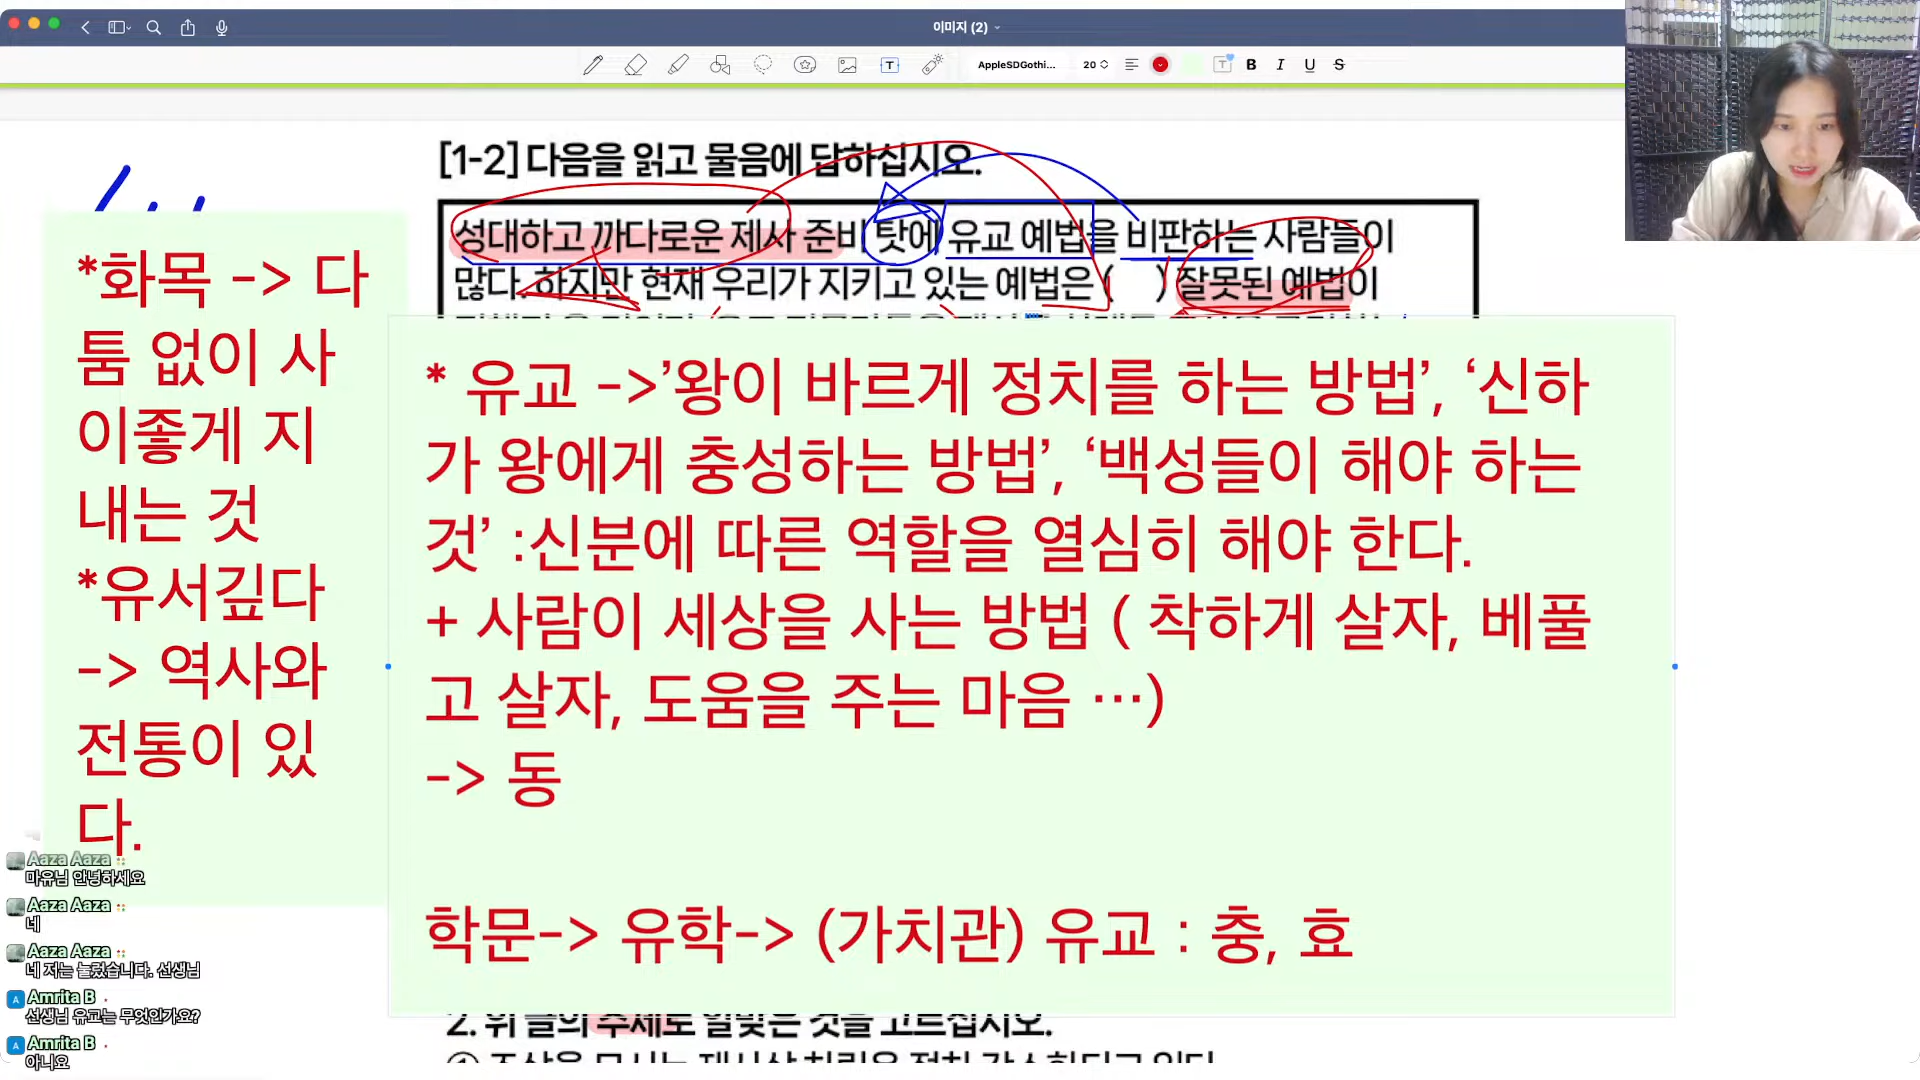 이미지 (2)
AppleSDGothi...
20
B I U S
[1-2] 다음을 읽고 물음에 답하십시오.
성대하고 까다로운 제사 준비 탓에 유교 예법을 비판하는 사람들이
많다. 하지만 현재 우리가 지키고 있는 예법은 ( ) 잘못된 예법이
*화목 -> 다
툼 없이 사
이좋게 지
내는 것
*유서깊다
-> 역사와
전통이 있
다.
* 유교 ->’왕이 바르게 정치를 하는 방법’, ‘신하
가 왕에게 충성하는 방법’, ‘백성들이 해야 하는
것’ :신분에 따른 역할을 열심히 해야 한다.
+ 사람이 세상을 사는 방법 ( 착하게 살자, 베풀
고 살자, 도움을 주는 마음 …)
-> 동
학문-> 유학-> (가치관) 유교 : 충, 효
2. 위 글의 주제로 알맞은 것을 고르십시오.
Aaza Aaza
마유님 안녕하세요
Aaza Aaza
네
Aaza Aaza
네 저는 눌렀습니다. 선생님
Amrita B
선생님 유교는 무엇인가요?
Amrita B
아니요